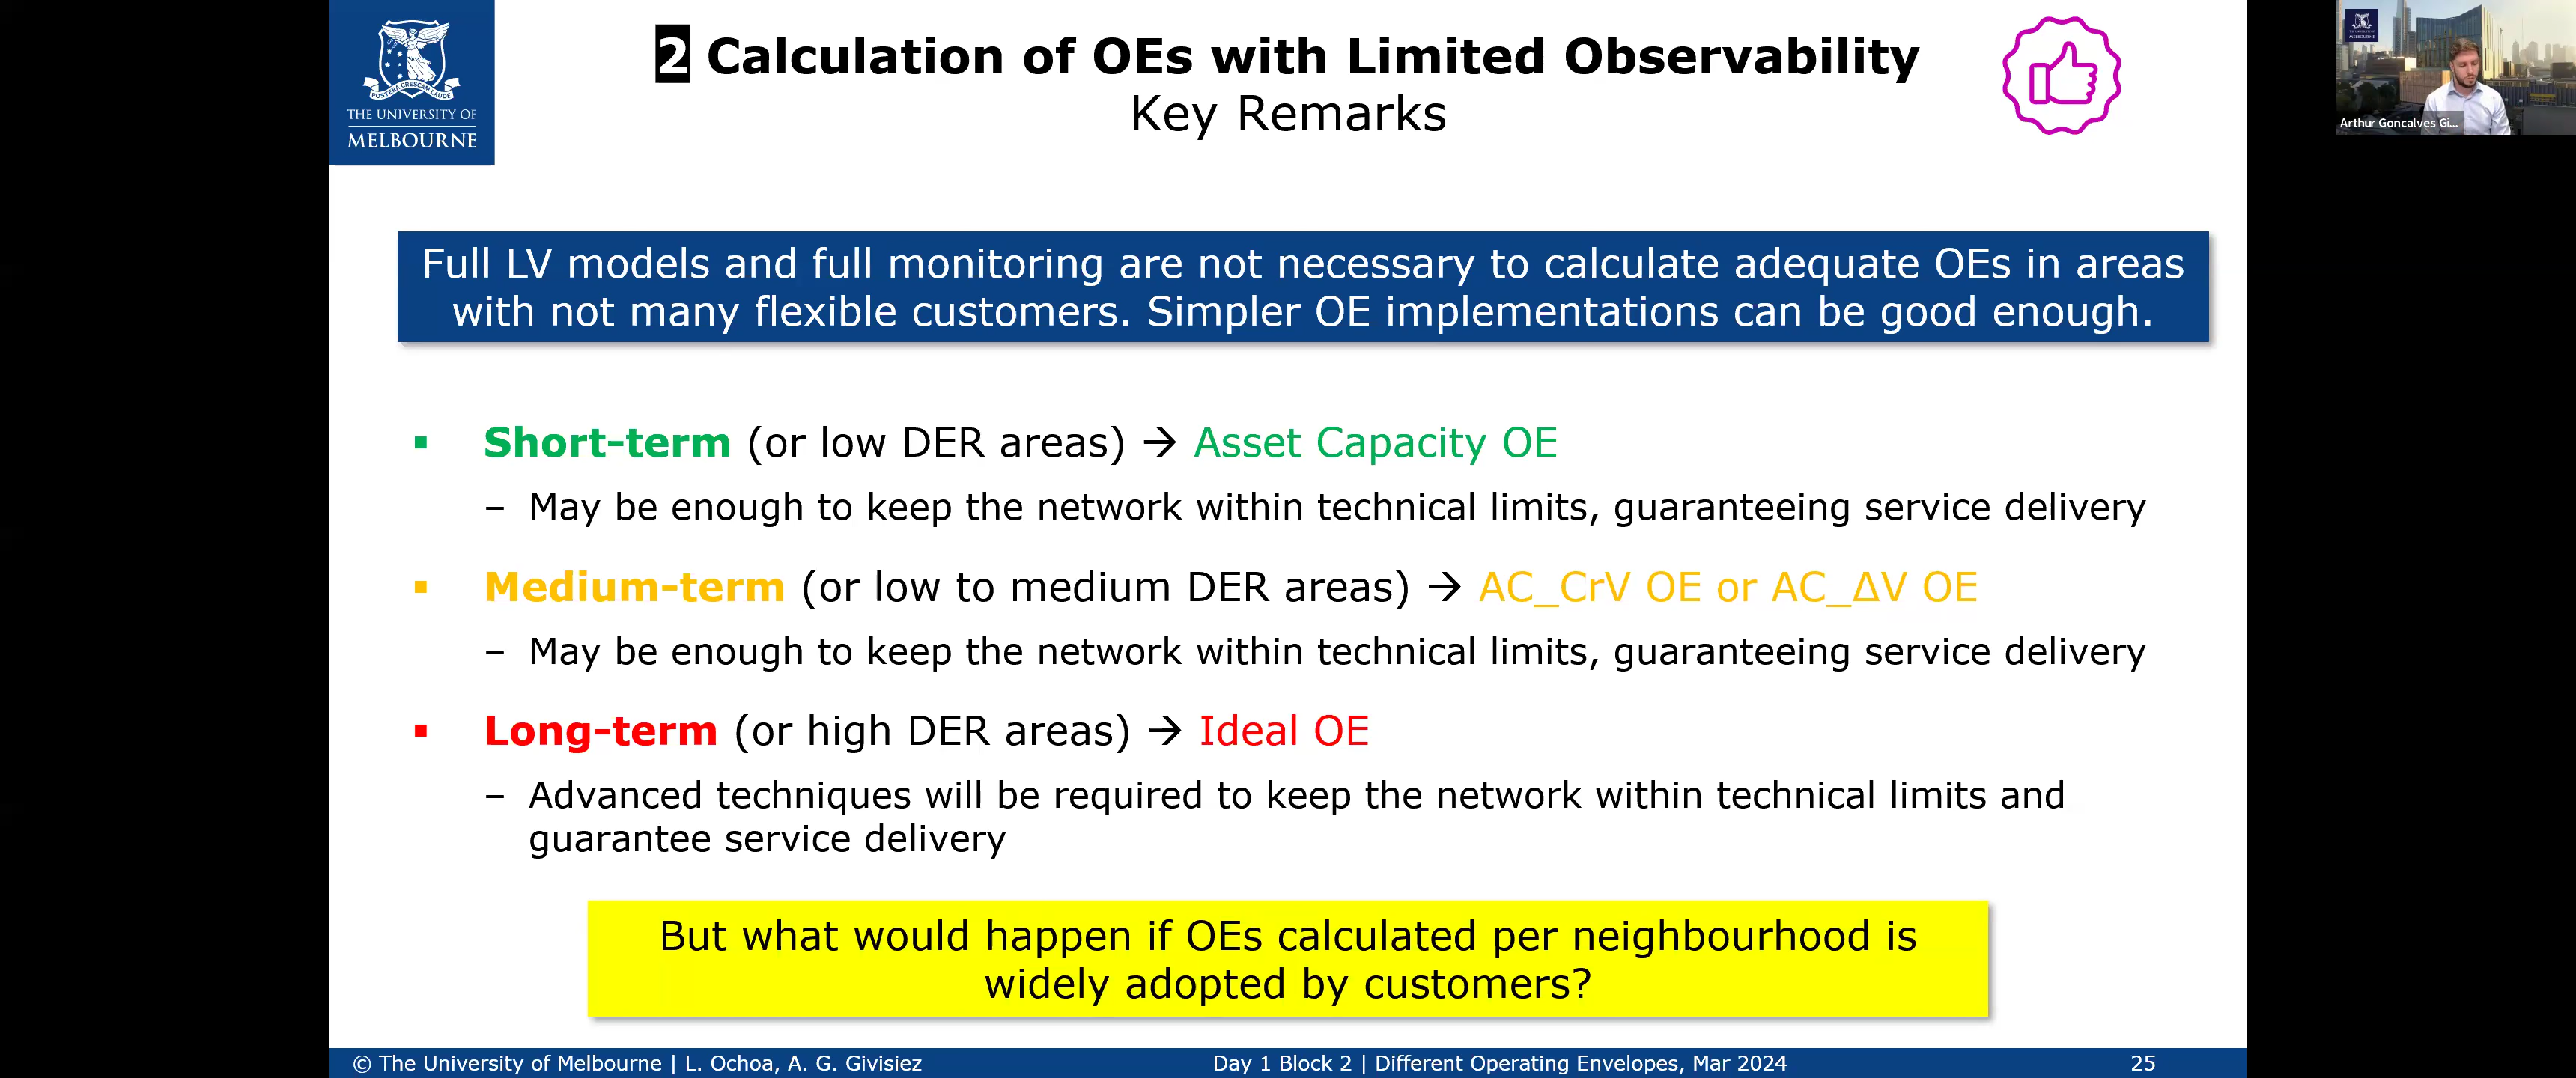 POSTERA CRESCAM LAUDE
THE UNIVERSITY OF
MELBOURNE
2 Calculation of OEs with Limited Observability
Key Remarks
Arthur Goncalves Gi...
Full LV models and full monitoring are not necessary to calculate adequate OEs in areas
with not many flexible customers. Simpler OE implementations can be good enough.
▪ Short-term (or low DER areas) → Asset Capacity OE
– May be enough to keep the network within technical limits, guaranteeing service delivery
▪ Medium-term (or low to medium DER areas) → AC_CrV OE or AC_ΔV OE
– May be enough to keep the network within technical limits, guaranteeing service delivery
▪ Long-term (or high DER areas) → Ideal OE
– Advanced techniques will be required to keep the network within technical limits and
guarantee service delivery
But what would happen if OEs calculated per neighbourhood is
widely adopted by customers?
© The University of Melbourne | L. Ochoa, A. G. Givisiez
Day 1 Block 2 | Different Operating Envelopes, Mar 2024
25